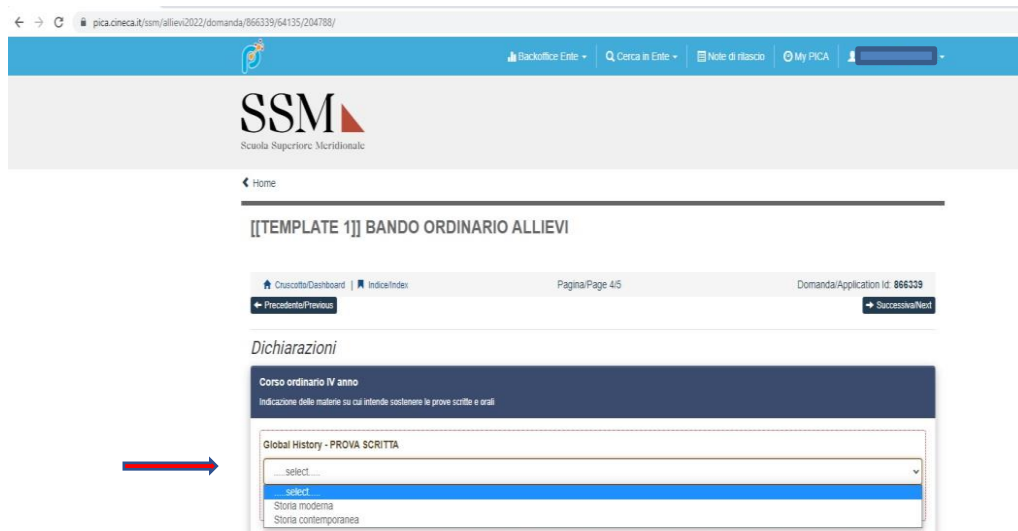 pica.cineca.it/ssm/allievi2022/domanda/866339/64135/204788/
Backoffice Ente Cerca in Ente Note di rilascio My PICA
SSM
Scuola Superiore Meridionale
Home
[[TEMPLATE 1]] BANDO ORDINARIO ALLIEVI
Cruscotto/Dashboard | Indice/Index Pagina/Page 4/5 Domanda/Application Id: 866339
Precedente/Previous Successiva/Next
Dichiarazioni
Corso ordinario IV anno
Indicazione delle materie su cui intende sostenere le prove scritte e orali
Global History - PROVA SCRITTA
.....select.....
.....select.....
Storia moderna
Storia contemporanea